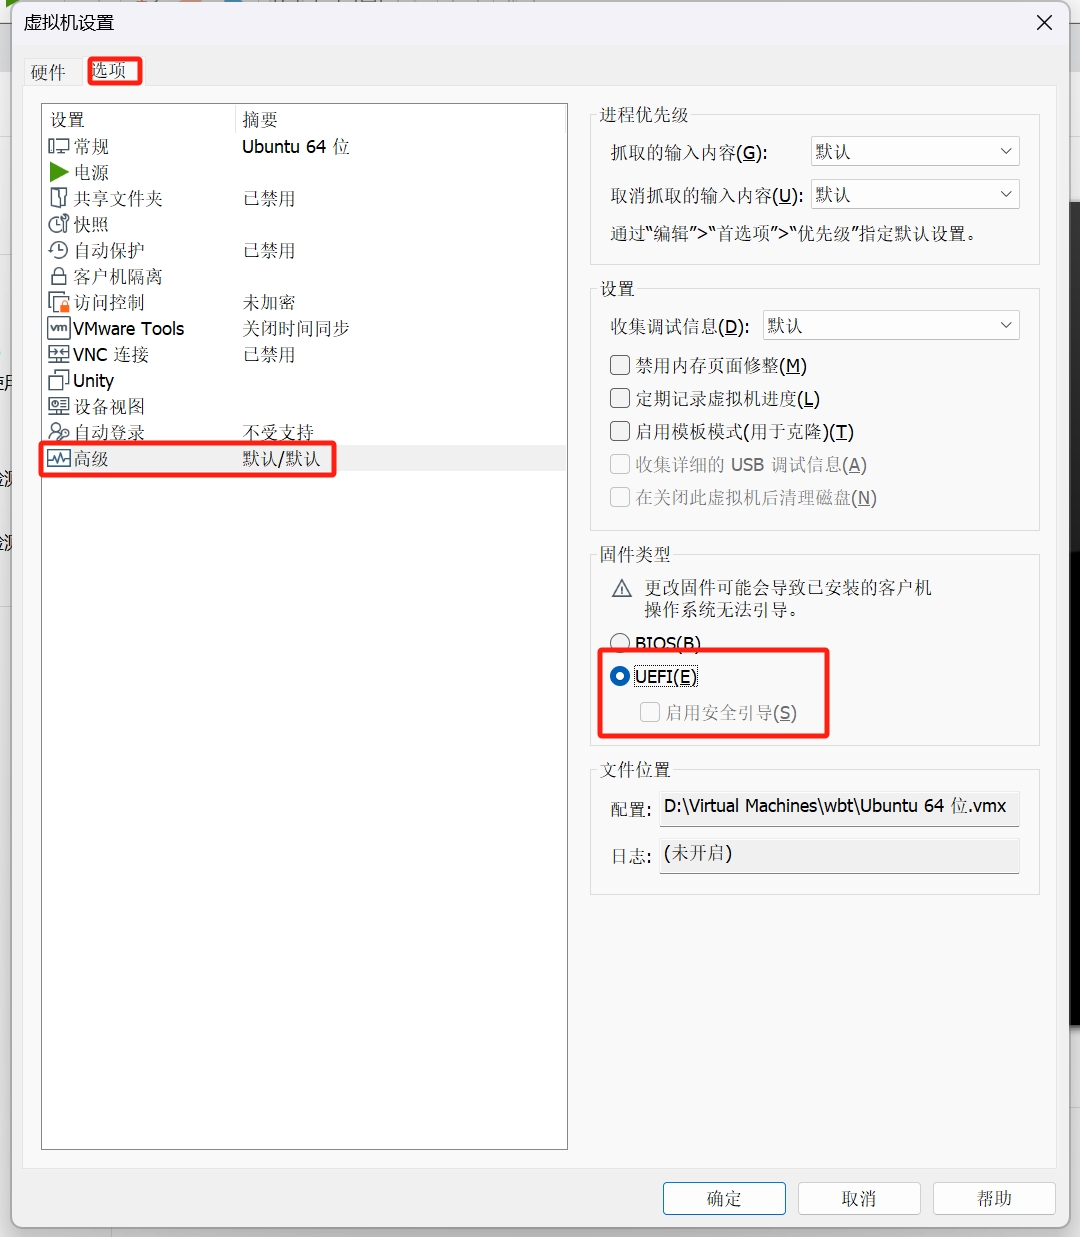 虚拟机设置
硬件 选项
设置 摘要
常规 Ubuntu 64 位
电源
共享文件夹 已禁用
快照
自动保护 已禁用
客户机隔离
访问控制 未加密
vm VMware Tools 关闭时间同步
VNC 连接 已禁用
Unity
设备视图
自动登录 不受支持
高级 默认/默认
进程优先级
抓取的输入内容(G): 默认
取消抓取的输入内容(U): 默认
通过“编辑”>“首选项”>“优先级”指定默认设置。
设置
收集调试信息(D): 默认
禁用内存页面修整(M)
定期记录虚拟机进度(L)
启用模板模式(用于克隆)(T)
收集详细的 USB 调试信息(A)
在关闭此虚拟机后清理磁盘(N)
固件类型
更改固件可能会导致已安装的客户机
操作系统无法引导。
BIOS(B)
UEFI(E)
启用安全引导(S)
文件位置
配置: D:\Virtual Machines\wbt\Ubuntu 64 位.vmx
日志: (未开启)
确定 取消 帮助